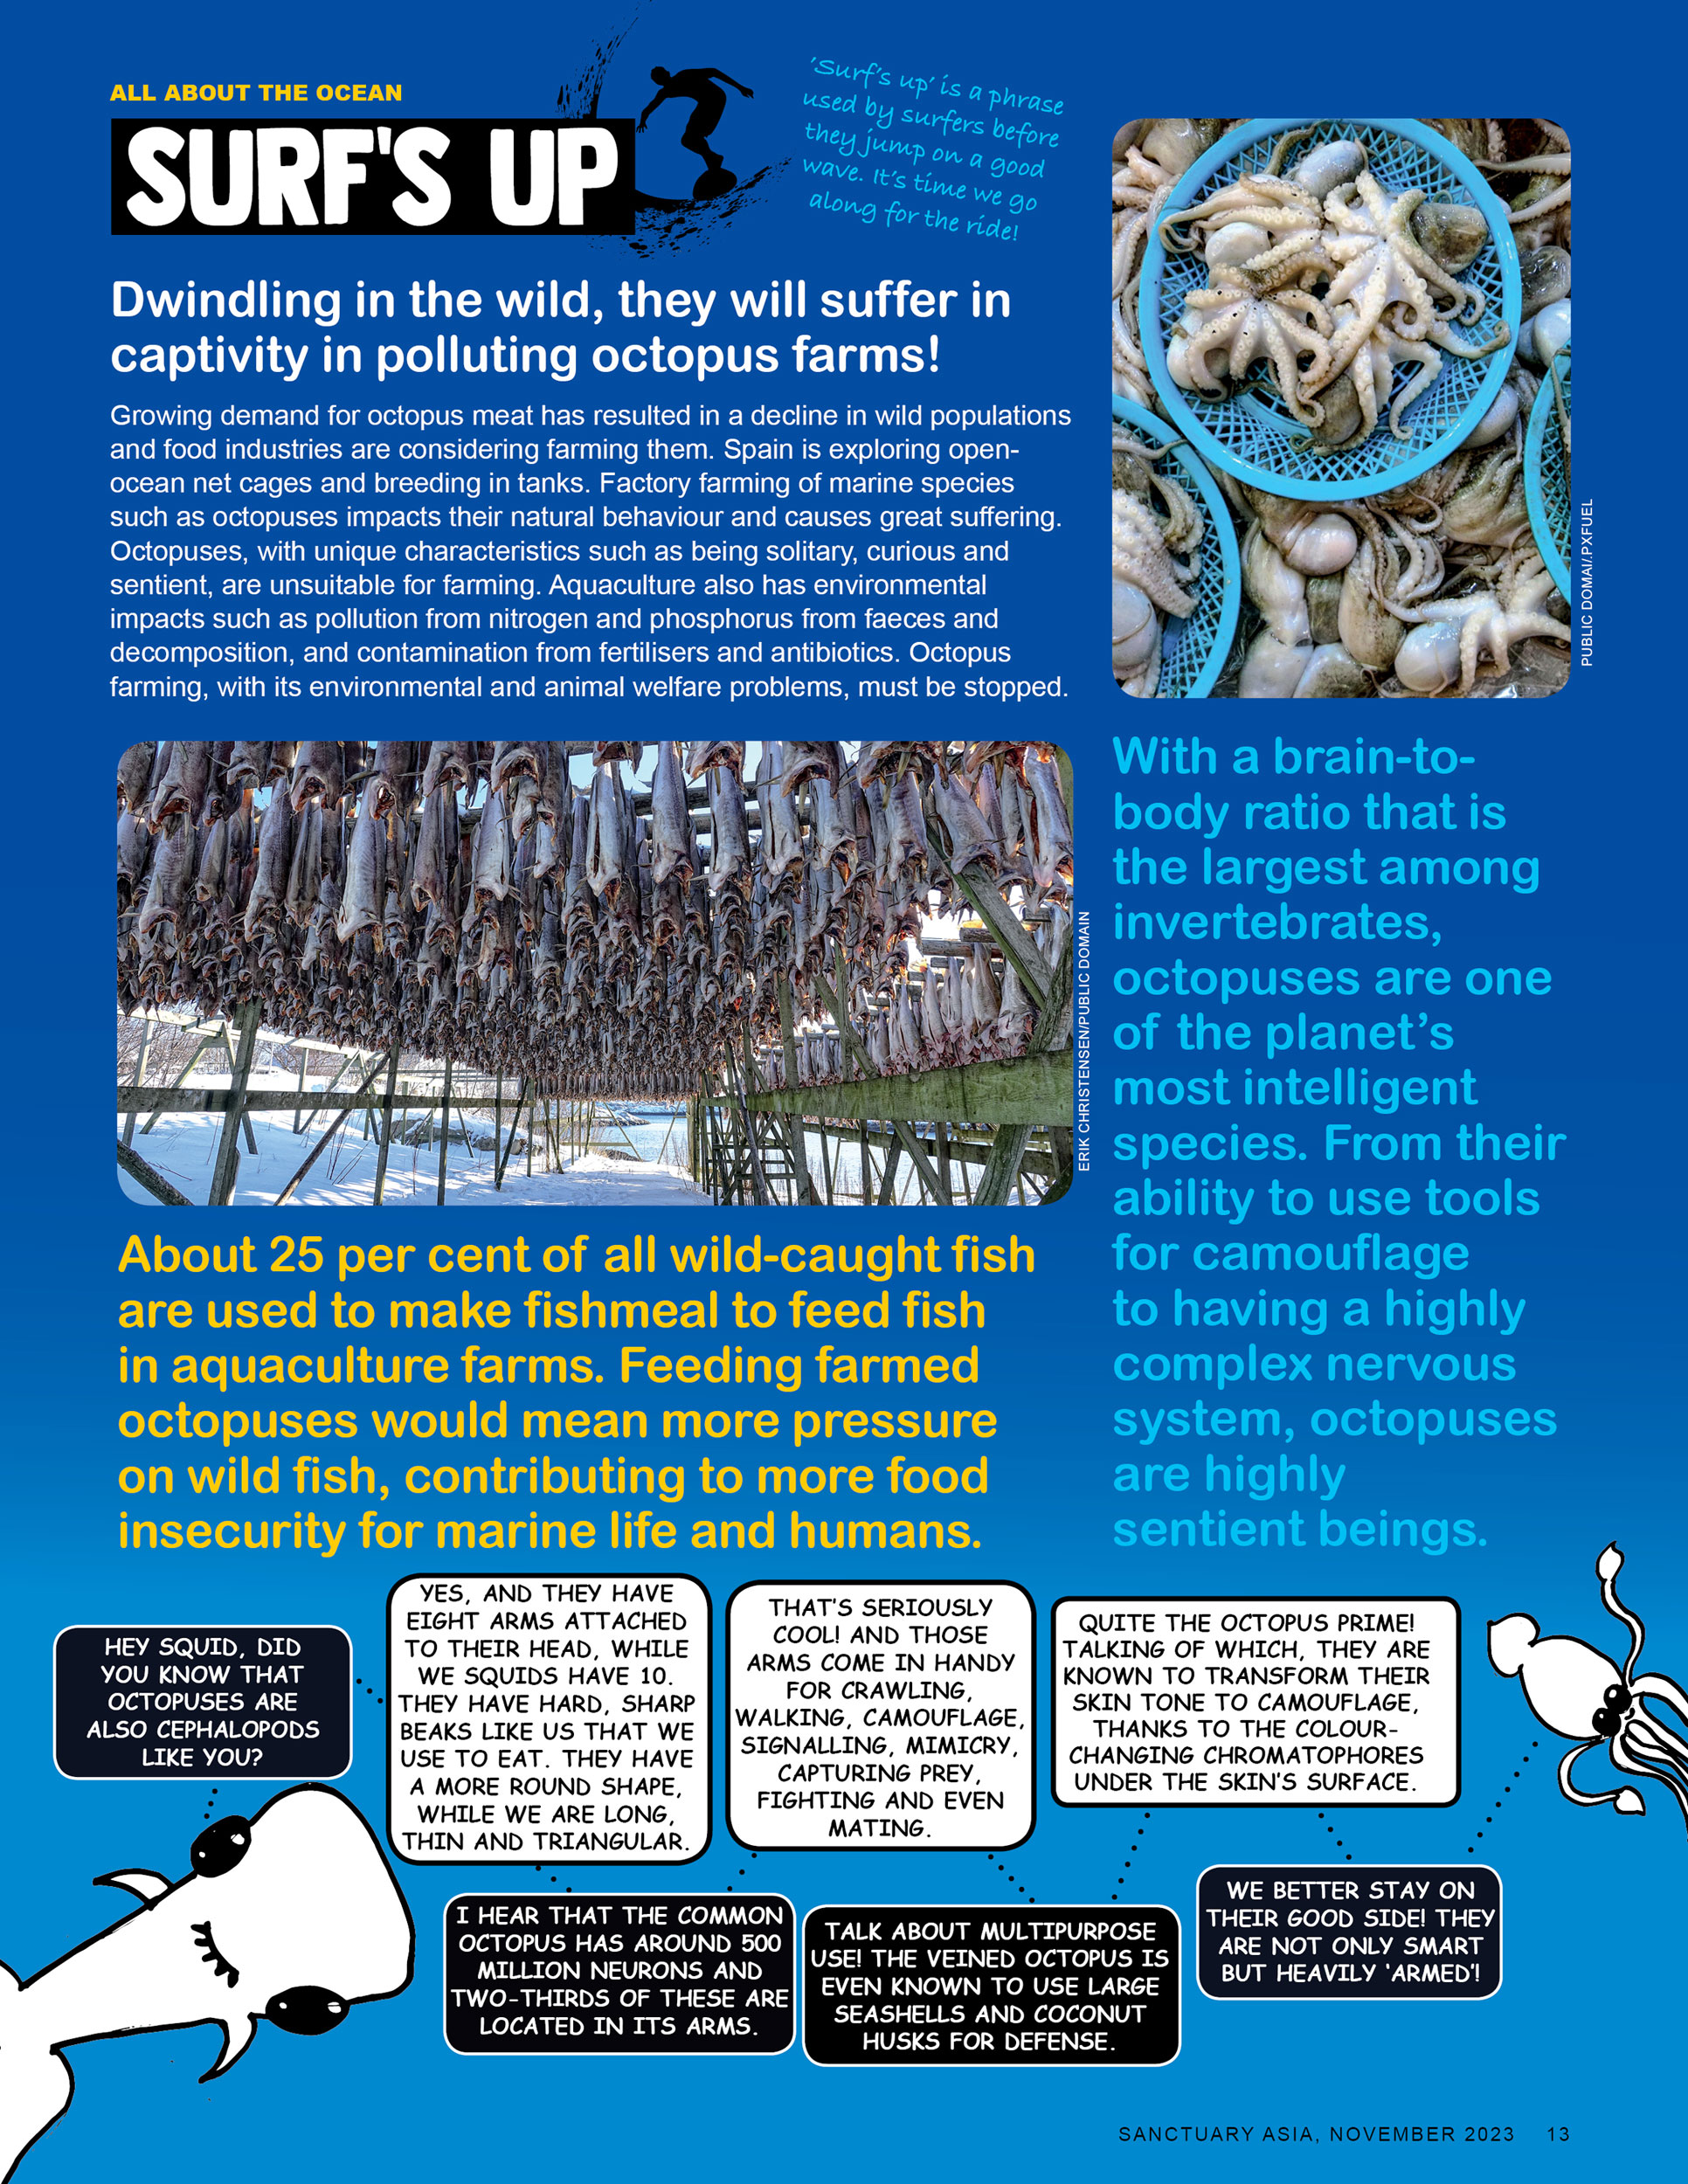 ALL ABOUT THE OCEAN
SURF'S UP
'Surf's up' is a phrase
used by surfers before
they jump on a good
wave. It's time we go
along for the ride!
Dwindling in the wild, they will suffer in
captivity in polluting octopus farms!
Growing demand for octopus meat has resulted in a decline in wild populations
and food industries are considering farming them. Spain is exploring open-
ocean net cages and breeding in tanks. Factory farming of marine species
such as octopuses impacts their natural behaviour and causes great suffering.
Octopuses, with unique characteristics such as being solitary, curious and
sentient, are unsuitable for farming. Aquaculture also has environmental
impacts such as pollution from nitrogen and phosphorus from faeces and
decomposition, and contamination from fertilisers and antibiotics. Octopus
farming, with its environmental and animal welfare problems, must be stopped.
PUBLIC DOMAI/.PXFUEL
ERIK CHRISTENSEN/PUBLIC DOMAIN
With a brain-to-
body ratio that is
the largest among
invertebrates,
octopuses are one
of the planet's
most intelligent
species. From their
ability to use tools
for camouflage
to having a highly
complex nervous
system, octopuses
are highly
sentient beings.
About 25 per cent of all wild-caught fish
are used to make fishmeal to feed fish
in aquaculture farms. Feeding farmed
octopuses would mean more pressure
on wild fish, contributing to more food
insecurity for marine life and humans.
HEY SQUID, DID
YOU KNOW THAT
OCTOPUSES ARE
ALSO CEPHALOPODS
LIKE YOU?
YES, AND THEY HAVE
EIGHT ARMS ATTACHED
TO THEIR HEAD, WHILE
WE SQUIDS HAVE 10.
THEY HAVE HARD, SHARP
BEAKS LIKE US THAT WE
USE TO EAT. THEY HAVE
A MORE ROUND SHAPE,
WHILE WE ARE LONG,
THIN AND TRIANGULAR.
I HEAR THAT THE COMMON
OCTOPUS HAS AROUND 500
MILLION NEURONS AND
TWO-THIRDS OF THESE ARE
LOCATED IN ITS ARMS.
THAT'S SERIOUSLY
COOL! AND THOSE
ARMS COME IN HANDY
FOR CRAWLING,
WALKING, CAMOUFLAGE,
SIGNALLING, MIMICRY,
CAPTURING PREY,
FIGHTING AND EVEN
MATING.
TALK ABOUT MULTIPURPOSE
USE! THE VEINED OCTOPUS IS
EVEN KNOWN TO USE LARGE
SEASHELLS AND COCONUT
HUSKS FOR DEFENSE.
QUITE THE OCTOPUS PRIME!
TALKING OF WHICH, THEY ARE
KNOWN TO TRANSFORM THEIR
SKIN TONE TO CAMOUFLAGE,
THANKS TO THE COLOUR-
CHANGING CHROMATOPHORES
UNDER THE SKIN'S SURFACE.
WE BETTER STAY ON
THEIR GOOD SIDE! THEY
ARE NOT ONLY SMART
BUT HEAVILY 'ARMED'!
SANCTUARY ASIA, NOVEMBER 2023 13